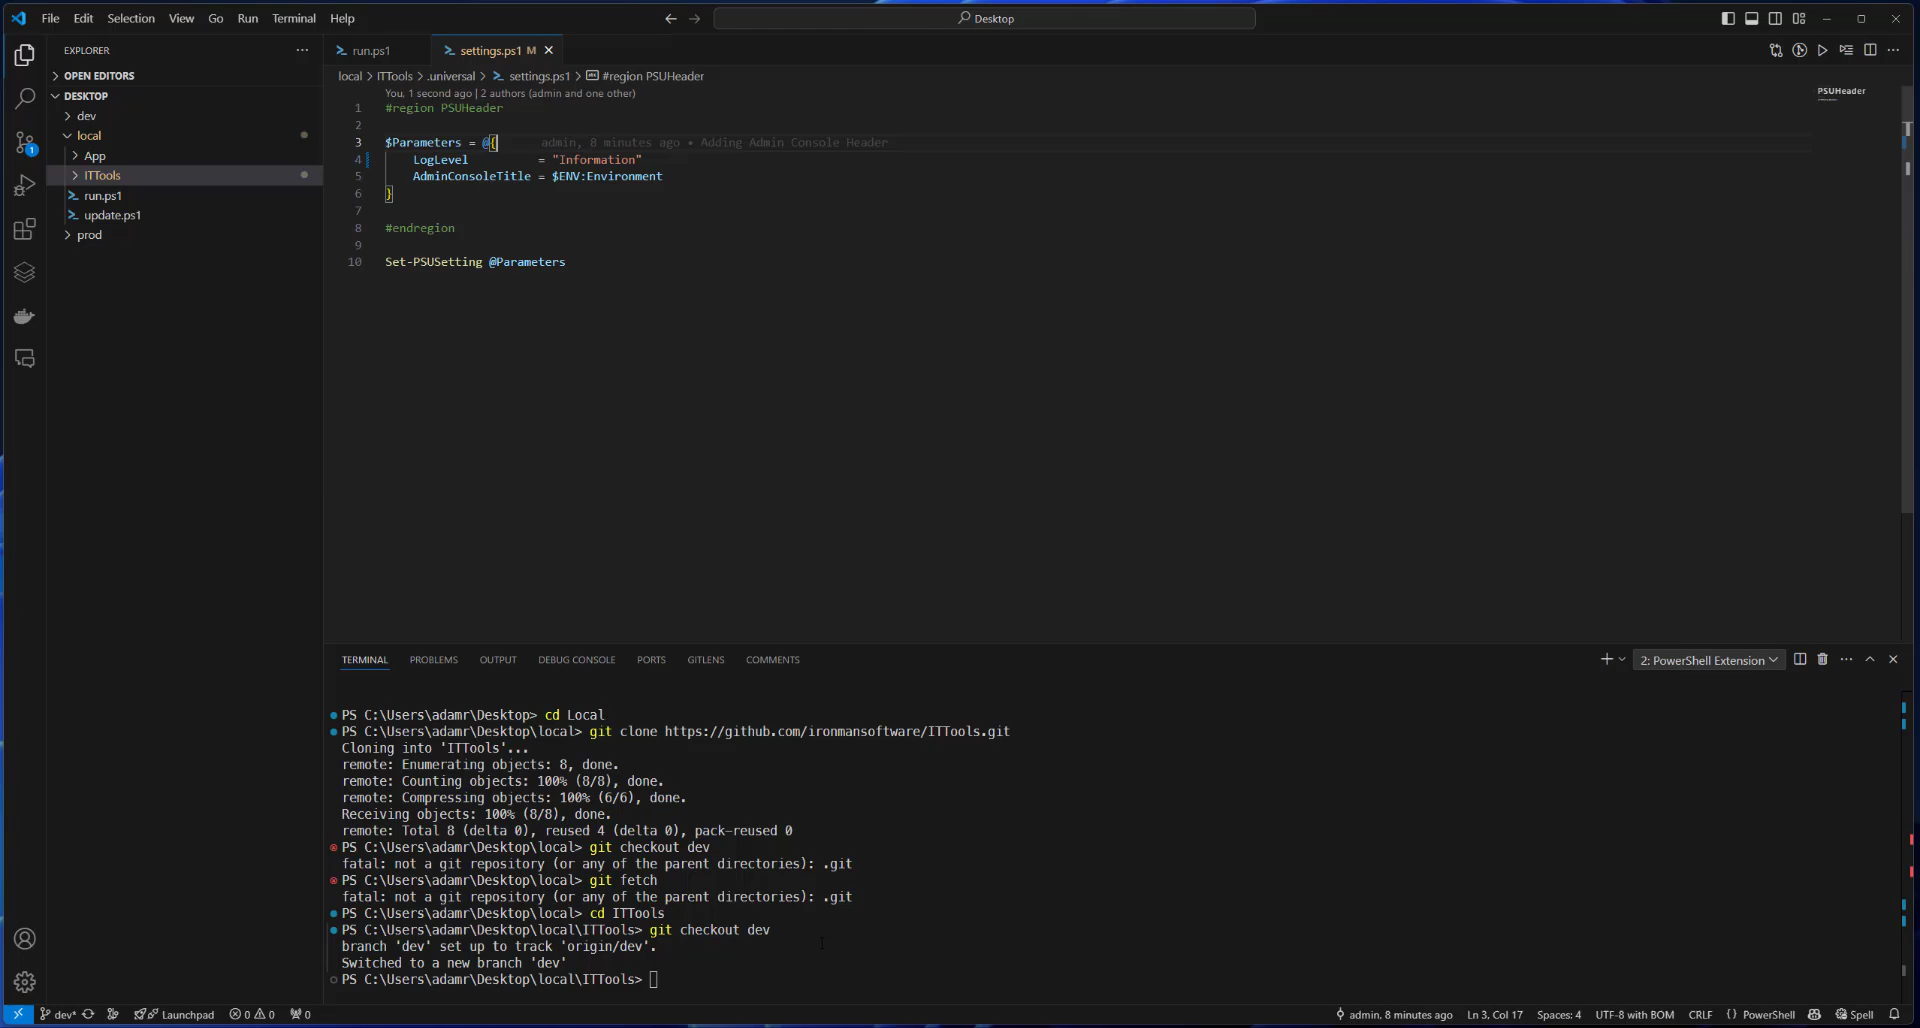 File Edit Selection View Go Run Terminal Help
Desktop
EXPLORER
OPEN EDITORS
DESKTOP
dev
local
App
ITTools
run.ps1
update.ps1
prod
1
run.ps1
settings.ps1 M
local > ITTools > .universal > settings.ps1 > #region PSUHeader
You, 1 second ago | 2 authors (admin and one other)
1 #region PSUHeader
2
3 $Parameters = @{ admin, 8 minutes ago • Adding Admin Console Header
4 LogLevel = "Information"
5 AdminConsoleTitle = $ENV:Environment
6 }
7
8 #endregion
9
10 Set-PSUSetting @Parameters
PSUHeader
TERMINAL PROBLEMS OUTPUT DEBUG CONSOLE PORTS GITLENS COMMENTS
2: PowerShell Extension
PS C:\Users\adamr\Desktop> cd Local
PS C:\Users\adamr\Desktop\local> git clone https://github.com/ironmansoftware/ITTools.git
Cloning into 'ITTools'...
remote: Enumerating objects: 8, done.
remote: Counting objects: 100% (8/8), done.
remote: Compressing objects: 100% (6/6), done.
Receiving objects: 100% (8/8), done.
remote: Total 8 (delta 0), reused 4 (delta 0), pack-reused 0
PS C:\Users\adamr\Desktop\local> git checkout dev
fatal: not a git repository (or any of the parent directories): .git
PS C:\Users\adamr\Desktop\local> git fetch
fatal: not a git repository (or any of the parent directories): .git
PS C:\Users\adamr\Desktop\local> cd ITTools
PS C:\Users\adamr\Desktop\local\ITTools> git checkout dev
branch 'dev' set up to track 'origin/dev'.
Switched to a new branch 'dev'
PS C:\Users\adamr\Desktop\local\ITTools>
dev* Launchpad 0 0 0 admin, 8 minutes ago Ln 3, Col 17 Spaces: 4 UTF-8 with BOM CRLF {} PowerShell Spell